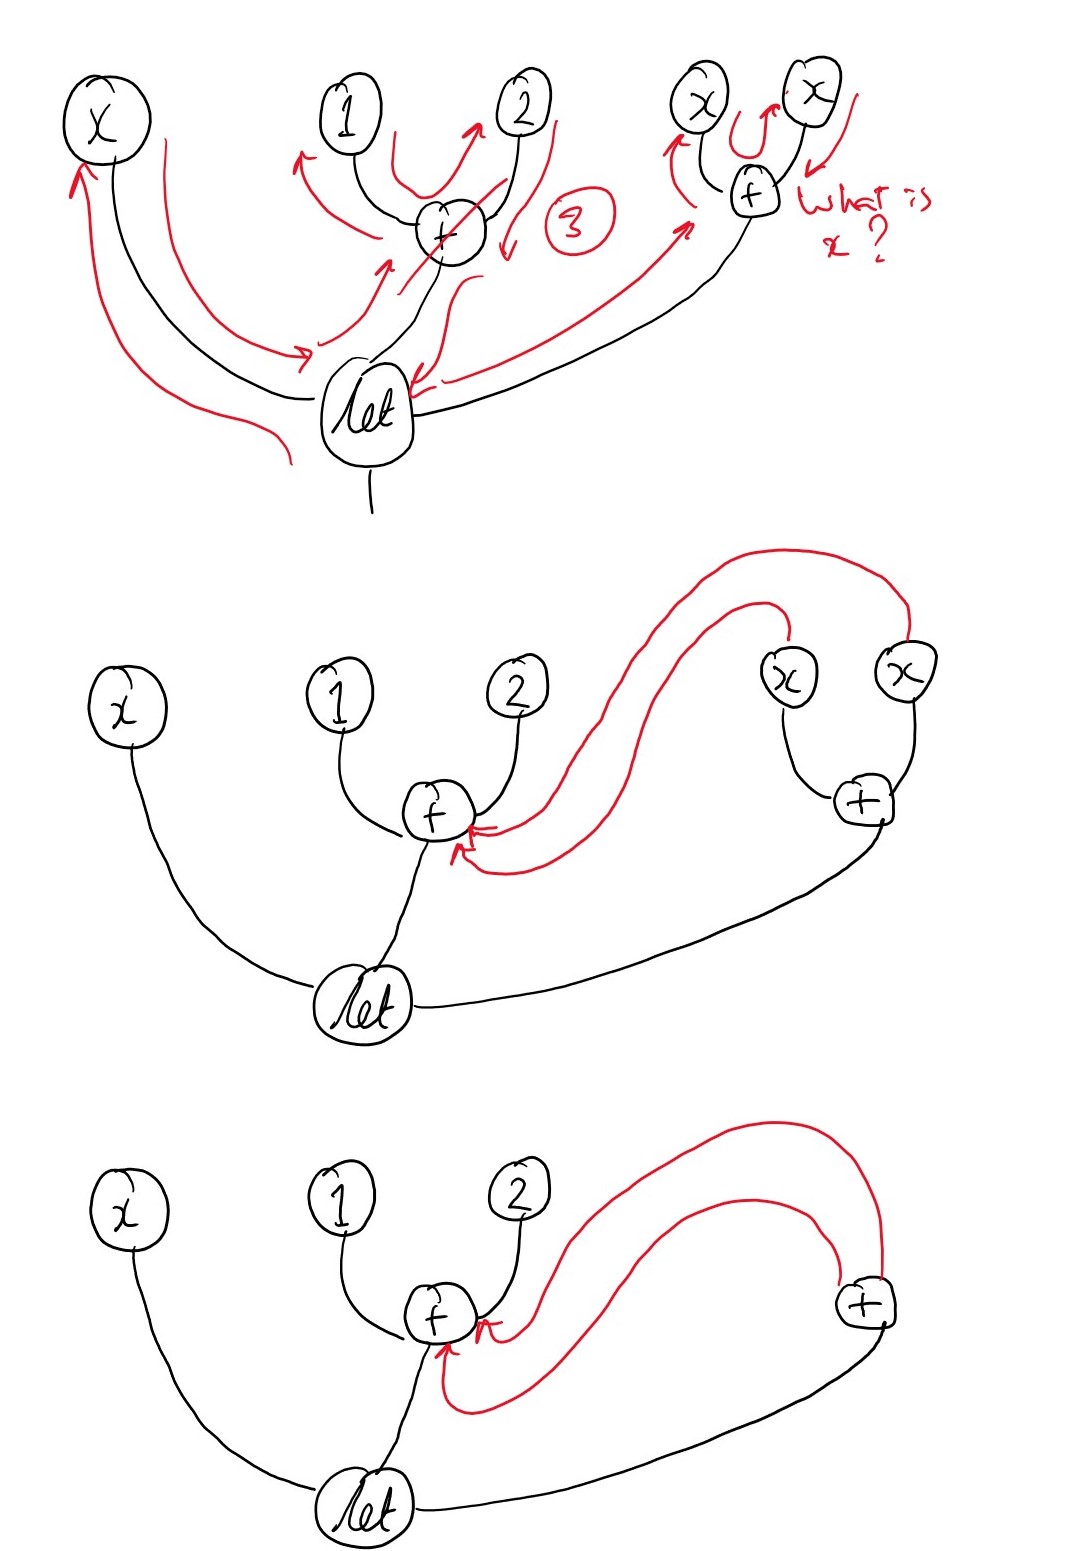 x 1 2 x x
+ 3 + What is
x ?
let
x 1 2 x x
+ +
let
x 1 2
+ +
let